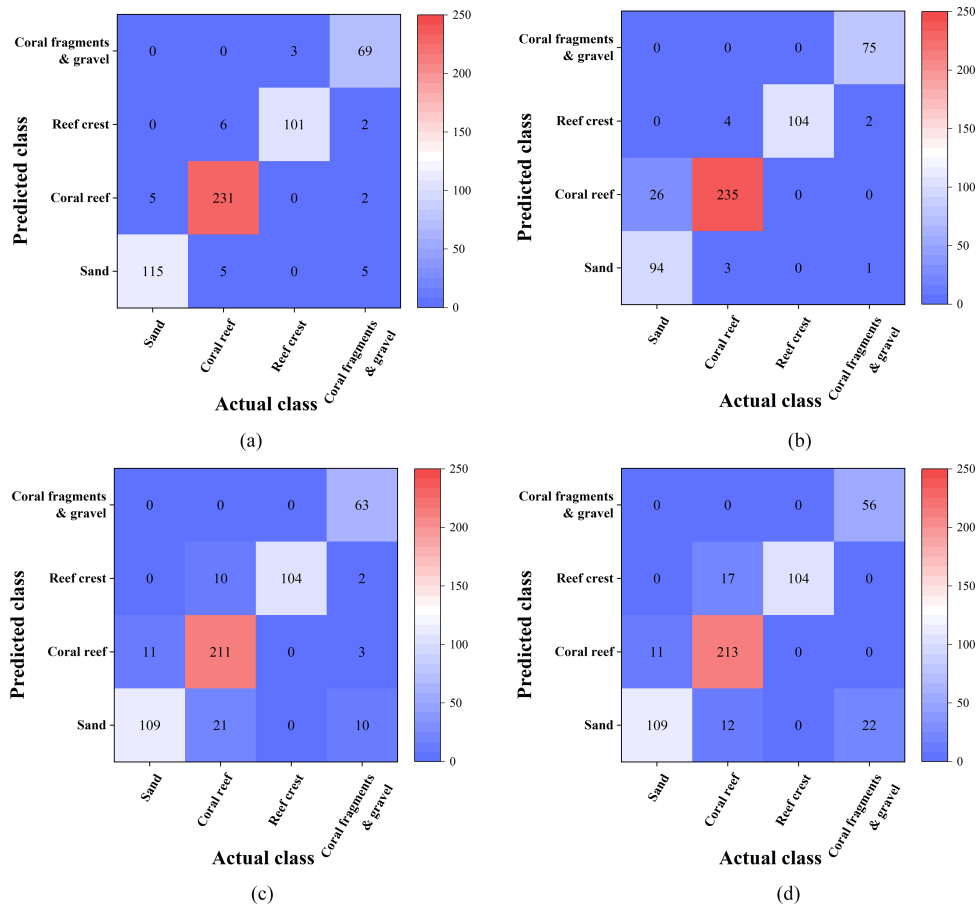 Predicted class
Coral fragments
& gravel
0 0 3 69
Reef crest
0 6 101 2
Coral reef
5 231 0 2
Sand
115 5 0 5
Sand
Coral reef
Reef crest
Coral fragments
& gravel
Actual class
250
200
150
100
50
0
(a)
Predicted class
Coral fragments
& gravel
0 0 0 75
Reef crest
0 4 104 2
Coral reef
26 235 0 0
Sand
94 3 0 1
Sand
Coral reef
Reef crest
Coral fragments
& gravel
Actual class
250
200
150
100
50
0
(b)
Predicted class
Coral fragments
& gravel
0 0 0 63
Reef crest
0 10 104 2
Coral reef
11 211 0 3
Sand
109 21 0 10
Sand
Coral reef
Reef crest
Coral fragments
& gravel
Actual class
250
200
150
100
50
0
(c)
Predicted class
Coral fragments
& gravel
0 0 0 56
Reef crest
0 17 104 0
Coral reef
11 213 0 0
Sand
109 12 0 22
Sand
Coral reef
Reef crest
Coral fragments
& gravel
Actual class
250
200
150
100
50
0
(d)